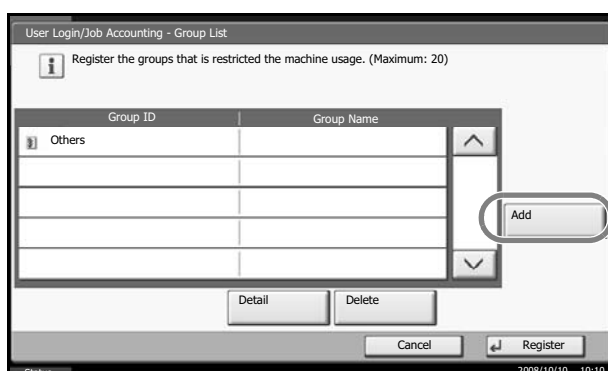 User Login/Job Accounting - Group List
Register the groups that is restricted the machine usage. (Maximum: 20)
Group ID Group Name
Others
Add
Detail Delete
Cancel Register
Status 2008/10/10 10:10